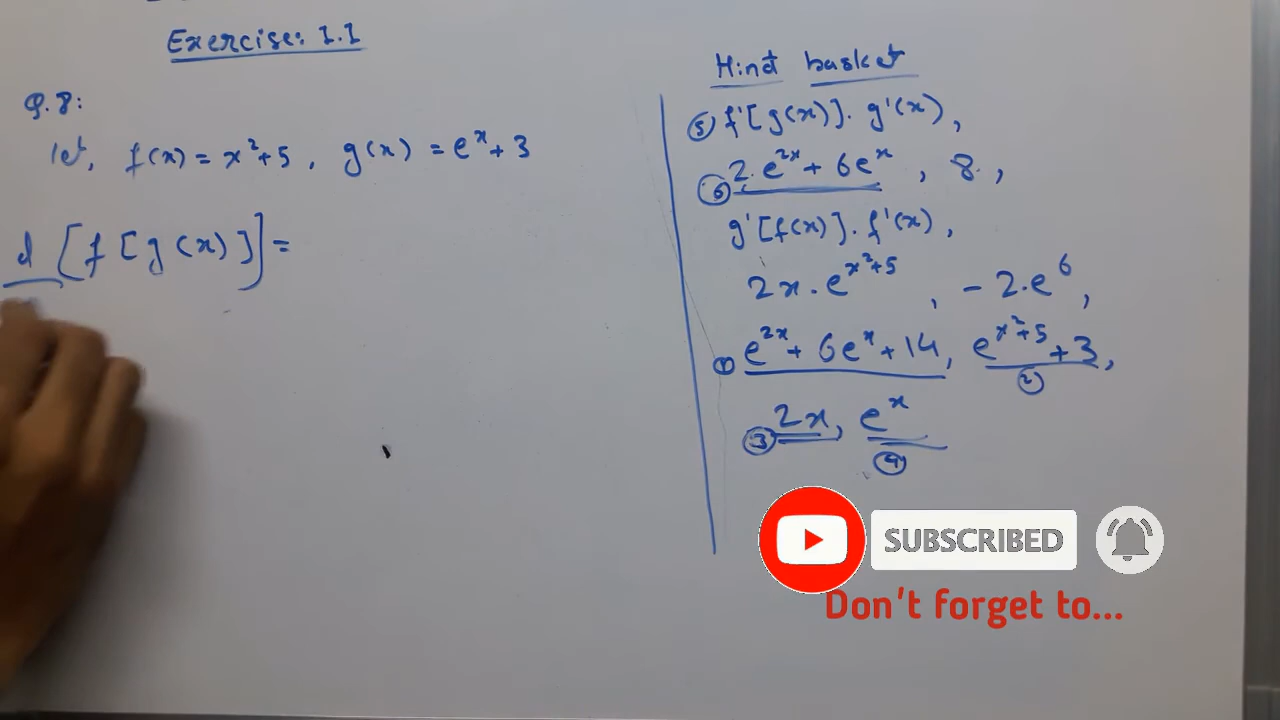 Exercise: 1.1
Q.8:
let, f(x) = x²+5, g(x) = eˣ+3
d [f[g(x)]] =
Hint basket
⑤ f'[g(x)]. g'(x),
⑥ 2.e²ˣ + 6eˣ, 8,
g'[f(x)]. f'(x),
2x.e^(x²+5), -2.e⁶,
① e²ˣ + 6eˣ + 14, e^(x²+5) + 3,
②
③ 2x, eˣ
④
SUBSCRIBED
Don't forget to...